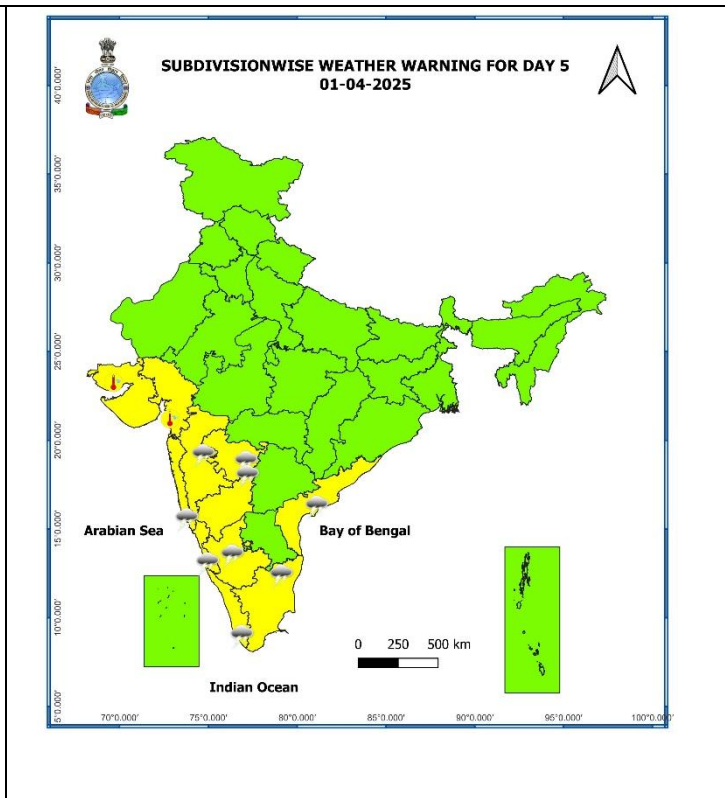 SUBDIVISIONWISE WEATHER WARNING FOR DAY 5
01-04-2025
40°0.000'
35°0.000'
30°0.000'
25°0.000'
20°0.000'
15°0.000'
10°0.000'
5°0.000'
Arabian Sea
Bay of Bengal
0 250 500 km
Indian Ocean
70°0.000' 75°0.000' 80°0.000' 85°0.000' 90°0.000' 95°0.000' 100°0.000'